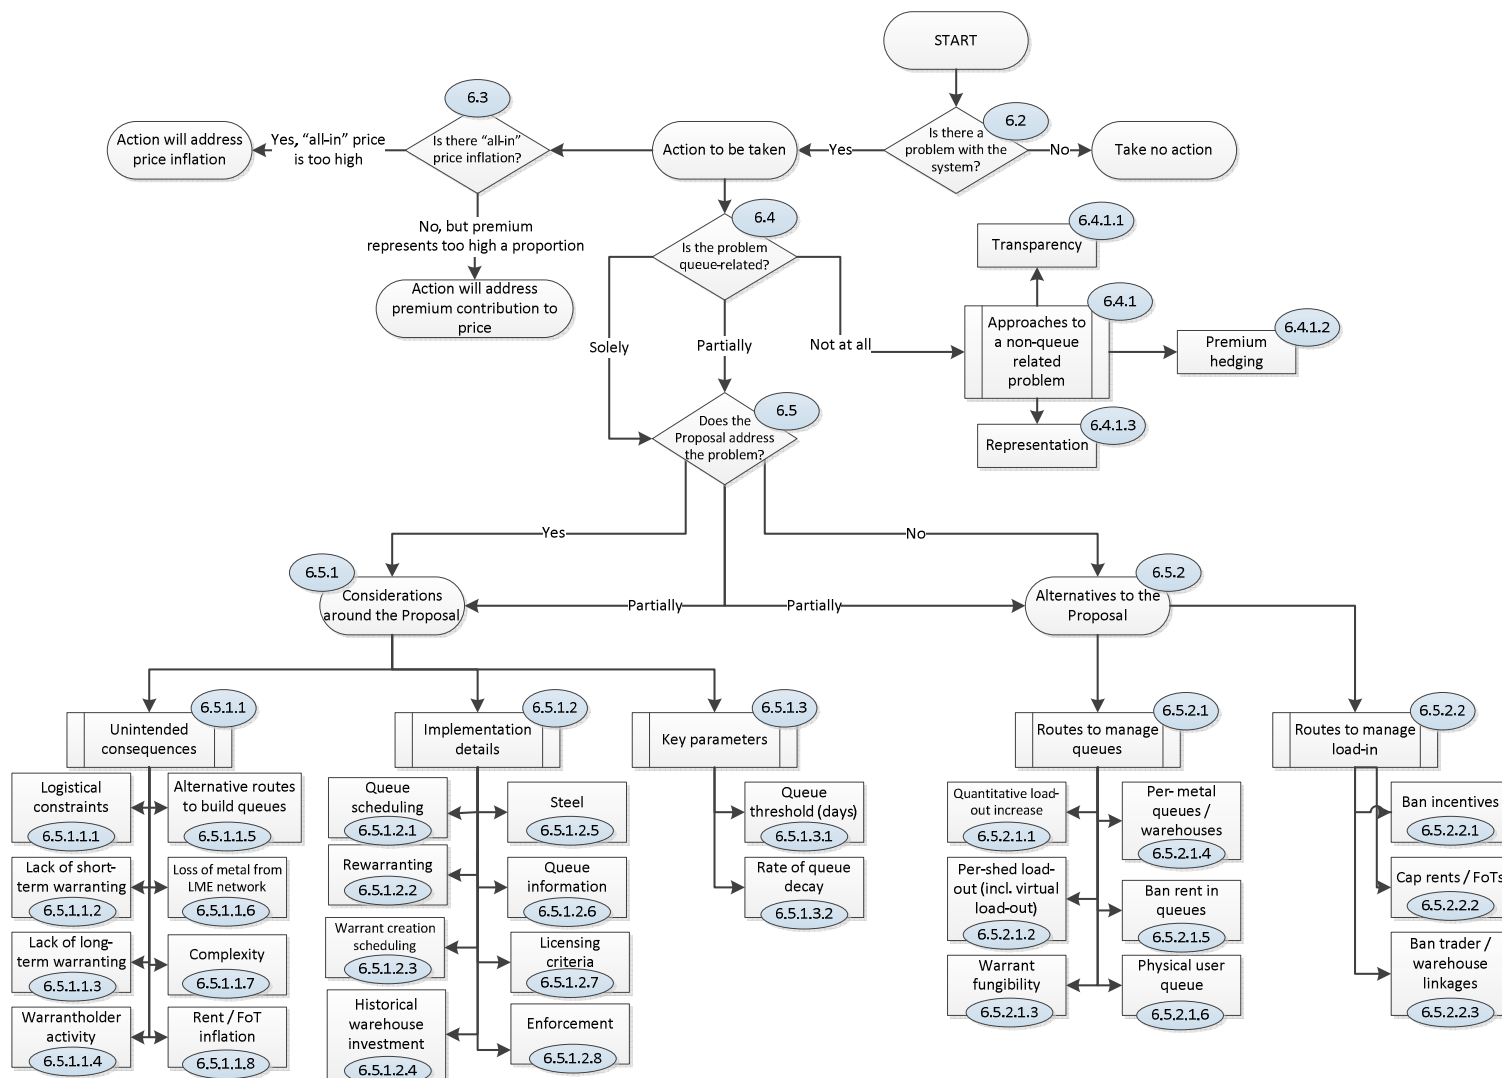 START
6.3
6.2
Action will address
price inflation
Yes, “all-in” price
is too high
Is there “all-in”
price inflation?
Action to be taken
Yes
Is there a
problem with the
system?
No
Take no action
No, but premium
represents too high a proportion
Action will address
premium contribution to
price
6.4
Is the problem
queue-related?
Solely
Partially
Not at all
6.4.1.1
Transparency
6.4.1
Approaches to
a non-queue
related
problem
6.4.1.2
Premium
hedging
6.4.1.3
Representation
6.5
Does the
Proposal address
the problem?
Yes
No
6.5.1
Considerations
around the Proposal
Partially
Partially
6.5.2
Alternatives to the
Proposal
6.5.1.1
Unintended
consequences
6.5.1.2
Implementation
details
6.5.1.3
Key parameters
6.5.2.1
Routes to manage
queues
6.5.2.2
Routes to manage
load-in
Logistical
constraints
6.5.1.1.1
Alternative routes
to build queues
6.5.1.1.5
Lack of short-
term warranting
6.5.1.1.2
Loss of metal from
LME network
6.5.1.1.6
Lack of long-
term warranting
6.5.1.1.3
Complexity
6.5.1.1.7
Warrantholder
activity
6.5.1.1.4
Rent / FoT
inflation
6.5.1.1.8
Queue
scheduling
6.5.1.2.1
Steel
6.5.1.2.5
Rewarranting
6.5.1.2.2
Queue
information
6.5.1.2.6
Warrant creation
scheduling
6.5.1.2.3
Licensing
criteria
6.5.1.2.7
Historical
warehouse
investment
6.5.1.2.4
Enforcement
6.5.1.2.8
Queue
threshold (days)
6.5.1.3.1
Rate of queue
decay
6.5.1.3.2
Quantitative load-
out increase
6.5.2.1.1
Per- metal
queues /
warehouses
6.5.2.1.4
Per-shed load-
out (incl. virtual
load-out)
6.5.2.1.2
Ban rent in
queues
6.5.2.1.5
Warrant
fungibility
6.5.2.1.3
Physical user
queue
6.5.2.1.6
Ban incentives
6.5.2.2.1
Cap rents / FoTs
6.5.2.2.2
Ban trader /
warehouse
linkages
6.5.2.2.3